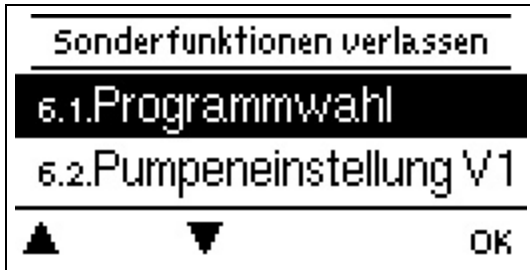 Sonderfunktionen verlassen
6.1.Programmwahl
6.2.Pumpeneinstellung V1
OK